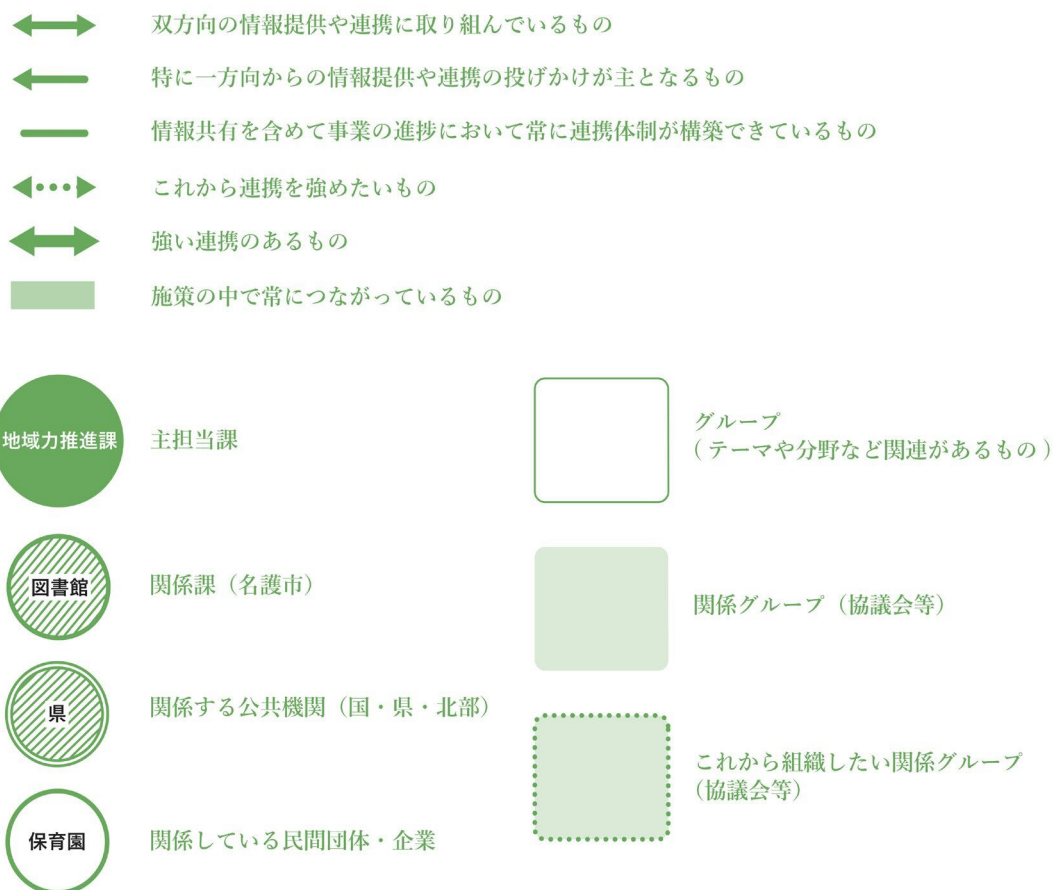 双方向の情報提供や連携に取り組んでいるもの
特に一方向からの情報提供や連携の投げかけが主となるもの
情報共有を含めて事業の進捗において常に連携体制が構築できているもの
これから連携を強めたいもの
強い連携のあるもの
施策の中で常につながっているもの
地域力推進課
主担当課
図書館
関係課（名護市）
県
関係する公共機関（国・県・北部）
保育園
関係している民間団体・企業
グループ
（テーマや分野など関連があるもの）
関係グループ（協議会等）
これから組織したい関係グループ
（協議会等）